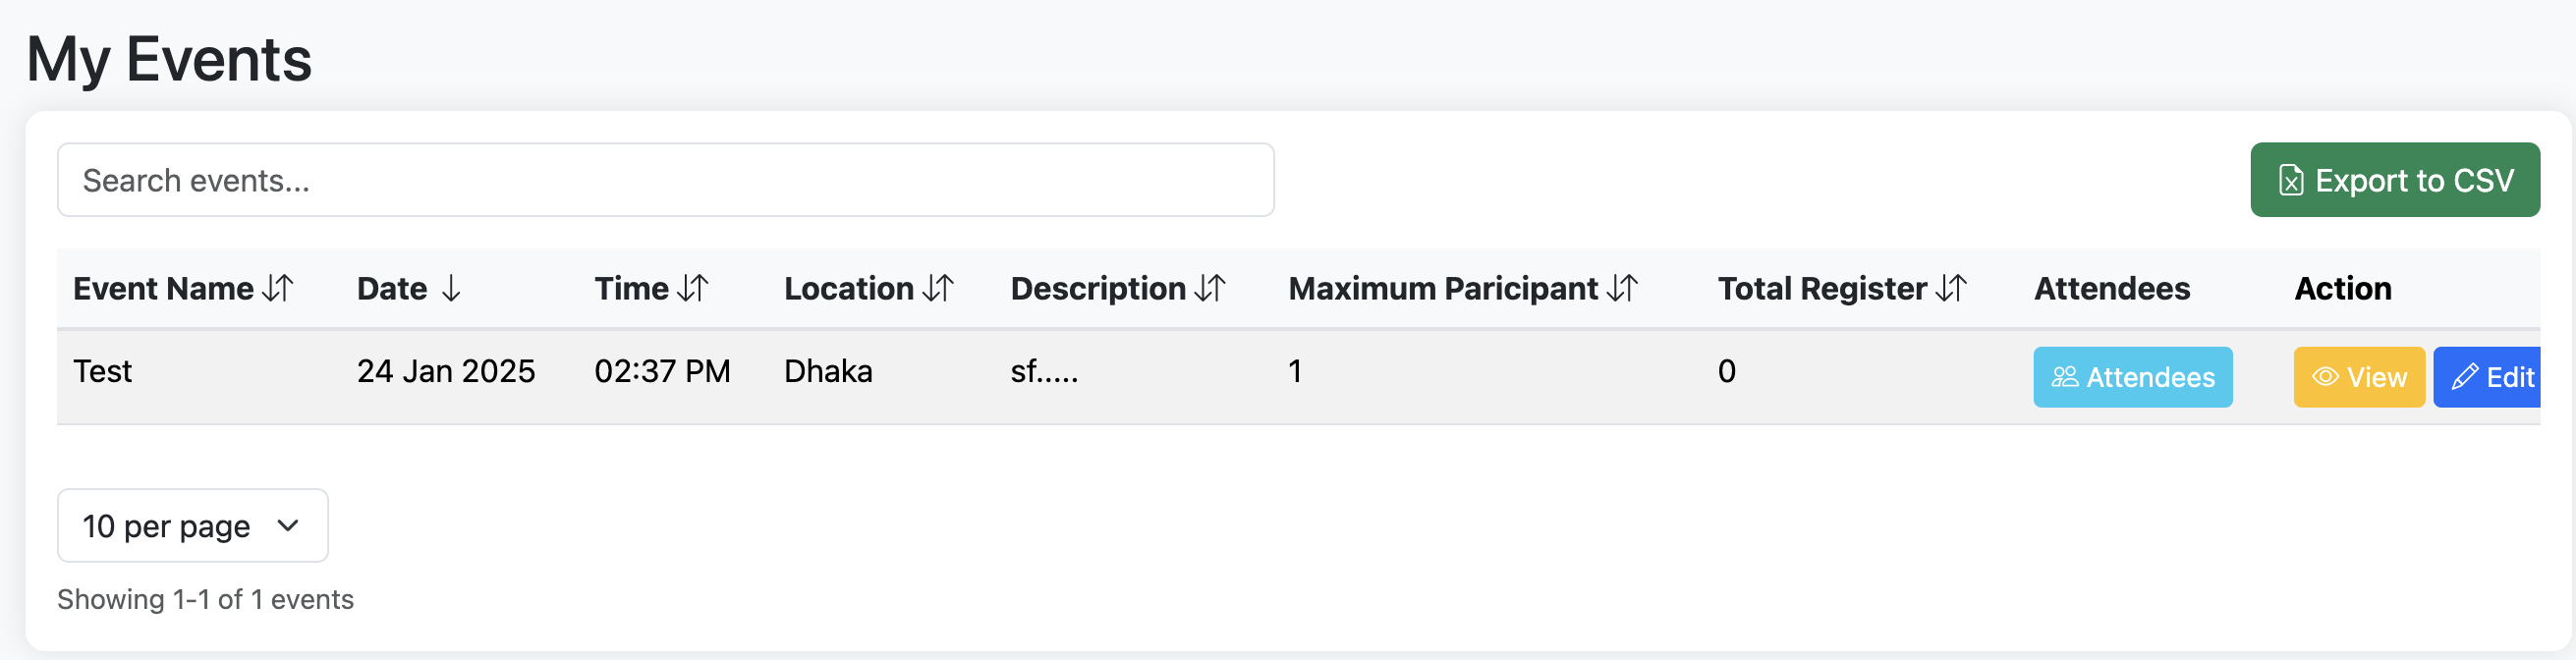 My Events
Search events...
Export to CSV
Event Name Date Time Location Description Maximum Paricipant Total Register Attendees Action
Test 24 Jan 2025 02:37 PM Dhaka sf..... 1 0 Attendees View Edit
10 per page
Showing 1-1 of 1 events